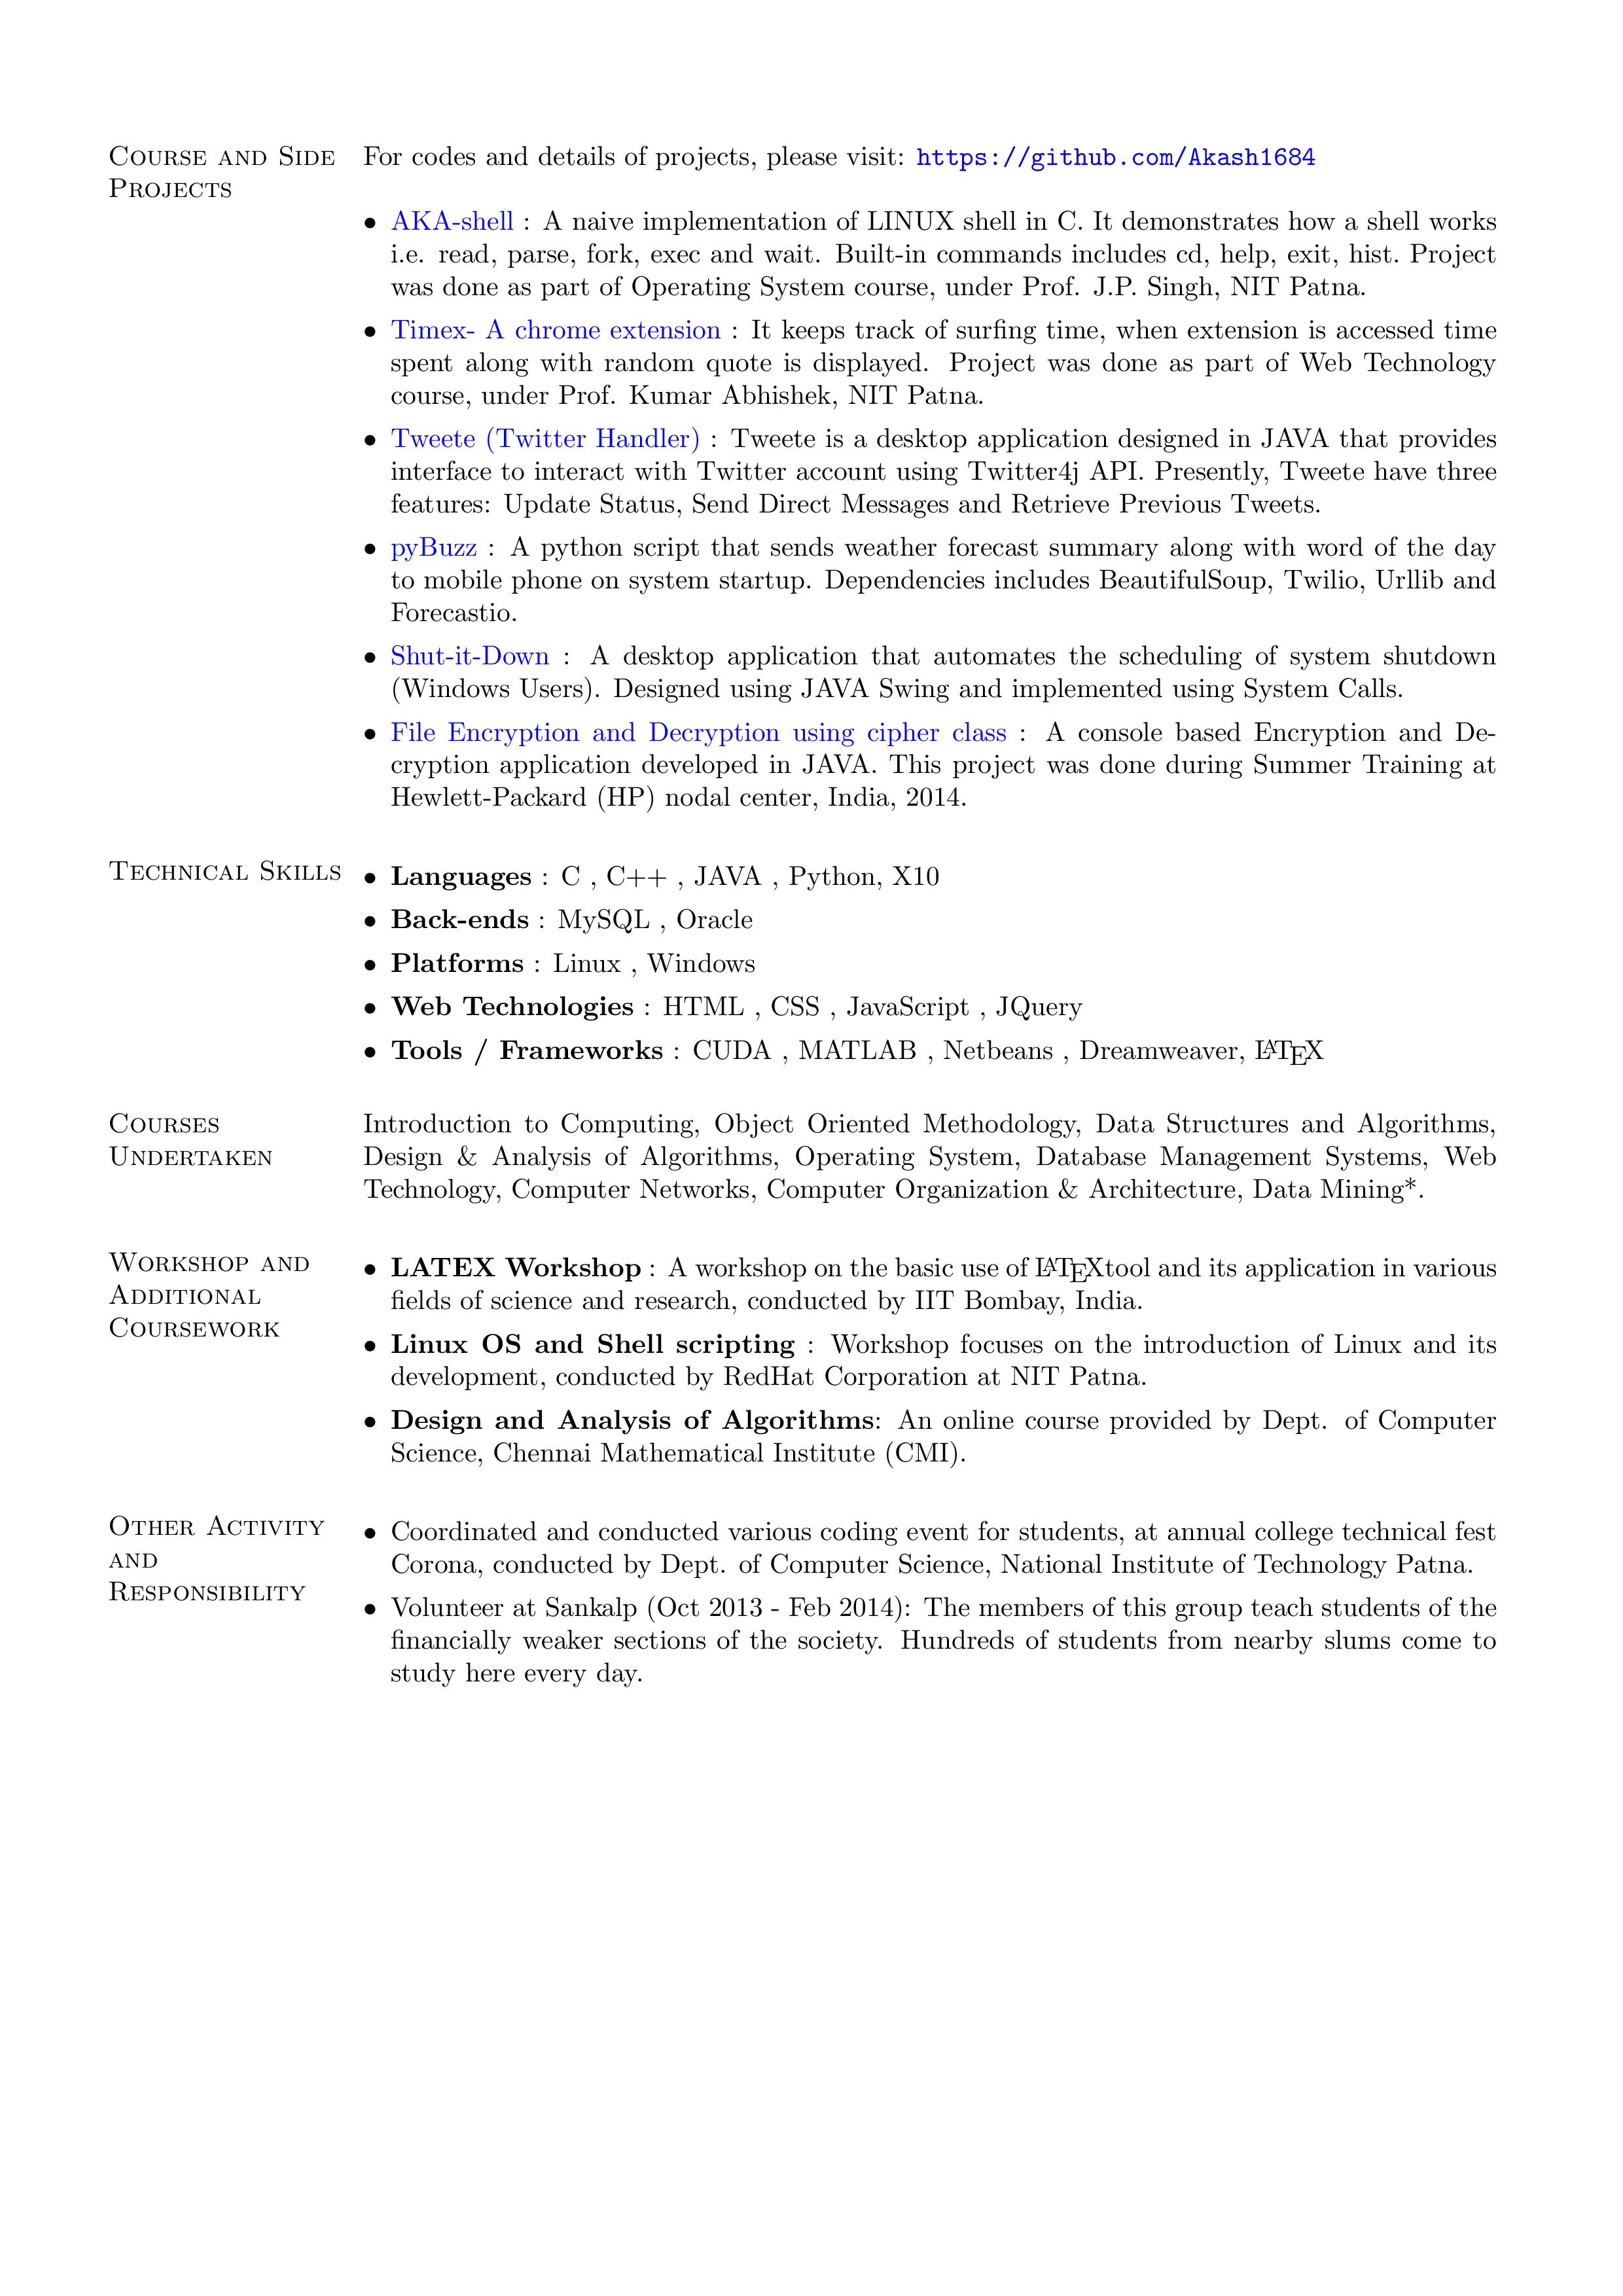 Course and Side Projects
For codes and details of projects, please visit: https://github.com/Akash1684
• AKA-shell : A naive implementation of LINUX shell in C. It demonstrates how a shell works
i.e. read, parse, fork, exec and wait. Built-in commands includes cd, help, exit, hist. Project
was done as part of Operating System course, under Prof. J.P. Singh, NIT Patna.
• Timex- A chrome extension : It keeps track of surfing time, when extension is accessed time
spent along with random quote is displayed. Project was done as part of Web Technology
course, under Prof. Kumar Abhishek, NIT Patna.
• Tweete (Twitter Handler) : Tweete is a desktop application designed in JAVA that provides
interface to interact with Twitter account using Twitter4j API. Presently, Tweete have three
features: Update Status, Send Direct Messages and Retrieve Previous Tweets.
• pyBuzz : A python script that sends weather forecast summary along with word of the day
to mobile phone on system startup. Dependencies includes BeautifulSoup, Twilio, Urllib and
Forecastio.
• Shut-it-Down : A desktop application that automates the scheduling of system shutdown
(Windows Users). Designed using JAVA Swing and implemented using System Calls.
• File Encryption and Decryption using cipher class : A console based Encryption and De-
cryption application developed in JAVA. This project was done during Summer Training at
Hewlett-Packard (HP) nodal center, India, 2014.
Technical Skills
• Languages : C , C++ , JAVA , Python, X10
• Back-ends : MySQL , Oracle
• Platforms : Linux , Windows
• Web Technologies : HTML , CSS , JavaScript , JQuery
• Tools / Frameworks : CUDA , MATLAB , Netbeans , Dreamweaver, LATEX
Courses
Undertaken
Introduction to Computing, Object Oriented Methodology, Data Structures and Algorithms,
Design & Analysis of Algorithms, Operating System, Database Management Systems, Web
Technology, Computer Networks, Computer Organization & Architecture, Data Mining*.
Workshop and
Additional
Coursework
• LATEX Workshop : A workshop on the basic use of LATEXtool and its application in various
fields of science and research, conducted by IIT Bombay, India.
• Linux OS and Shell scripting : Workshop focuses on the introduction of Linux and its
development, conducted by RedHat Corporation at NIT Patna.
• Design and Analysis of Algorithms: An online course provided by Dept. of Computer
Science, Chennai Mathematical Institute (CMI).
Other Activity
and
Responsibility
• Coordinated and conducted various coding event for students, at annual college technical fest
Corona, conducted by Dept. of Computer Science, National Institute of Technology Patna.
• Volunteer at Sankalp (Oct 2013 - Feb 2014): The members of this group teach students of the
financially weaker sections of the society. Hundreds of students from nearby slums come to
study here every day.